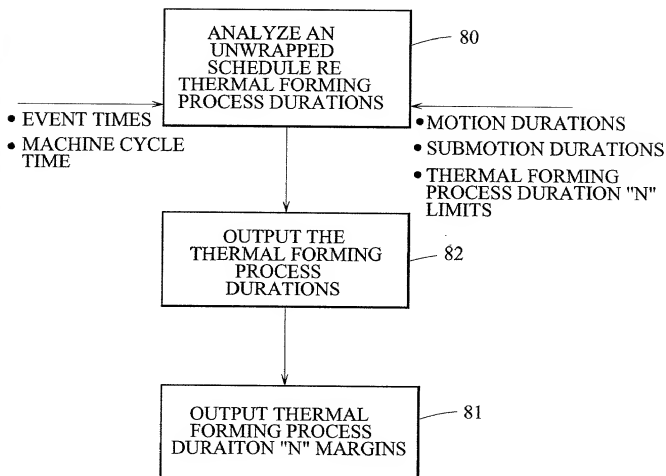 ANALYZE AN
UNWRAPPED
SCHEDULE RE
THERMAL FORMING
PROCESS DURATIONS
80
• EVENT TIMES
• MACHINE CYCLE
TIME
• MOTION DURATIONS
• SUBMOTION DURATIONS
• THERMAL FORMING
PROCESS DURATION "N"
LIMITS
OUTPUT THE
THERMAL FORMING
PROCESS
DURATIONS
82
OUTPUT THERMAL
FORMING PROCESS
DURAITON "N" MARGINS
81